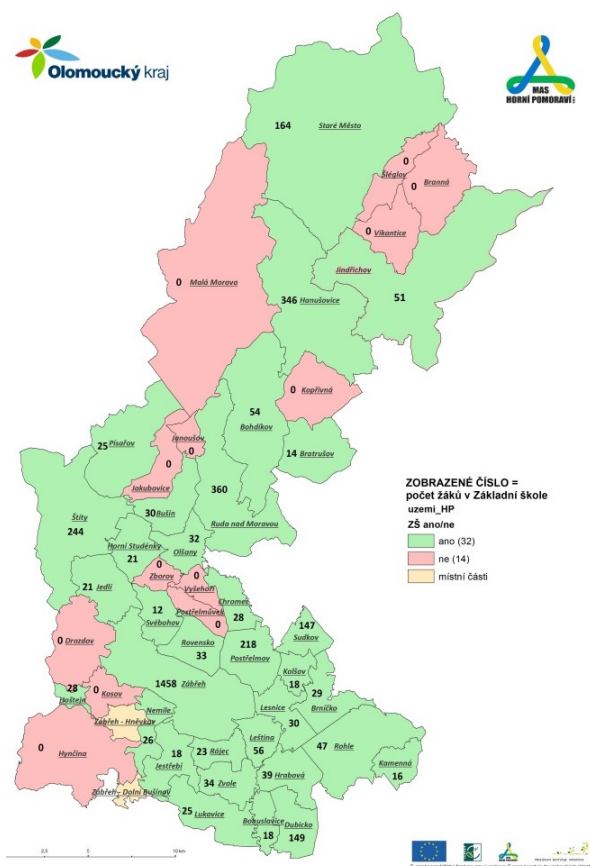 Olomoucký kraj
MAS
HORNÍ POMORAVÍ
164 Staré Město
0
Šléglov
0 Branná
0 Vikantice
Jindřichov
51
0 Malá Morava
346 Hanušovice
0 Kopřivná
54
Bohdíkov
14 Bratrušov
25 Písařov
Janoušov
0
0
Jakubovice
360
Ruda nad Moravou
30 Bušín
Štíty
244
32
Olšany
Horní Studénky
21
0
Zborov
0
Vyšehoří
21 Jedlí
Chromeč
28
Postřelmůvek
0
12
Svébohov
147
Sudkov
0 Drozdov
Rovensko
33
218
Postřelmov
Kolšov
18
29
Brníčko
1458 Zábřeh
28
Hoštejn
0 Kosov
Nemile
26
Lesnice
30
Zábřeh - Hněvkov
0
Hynčina
18
Jestřebí
23 Rájec
Leština
56
47 Rohle
Kamenná
16
34 Zvole
39 Hrabová
Zábřeh - Dolní Bušínov
25
Lukavice
Bohuslavice
18
Dubicko
149
ZOBRAZENÉ ČÍSLO =
počet žáků v Základní škole
uzemi_HP
ZŠ ano/ne
ano (32)
ne (14)
místní části
2,5 5 10 km